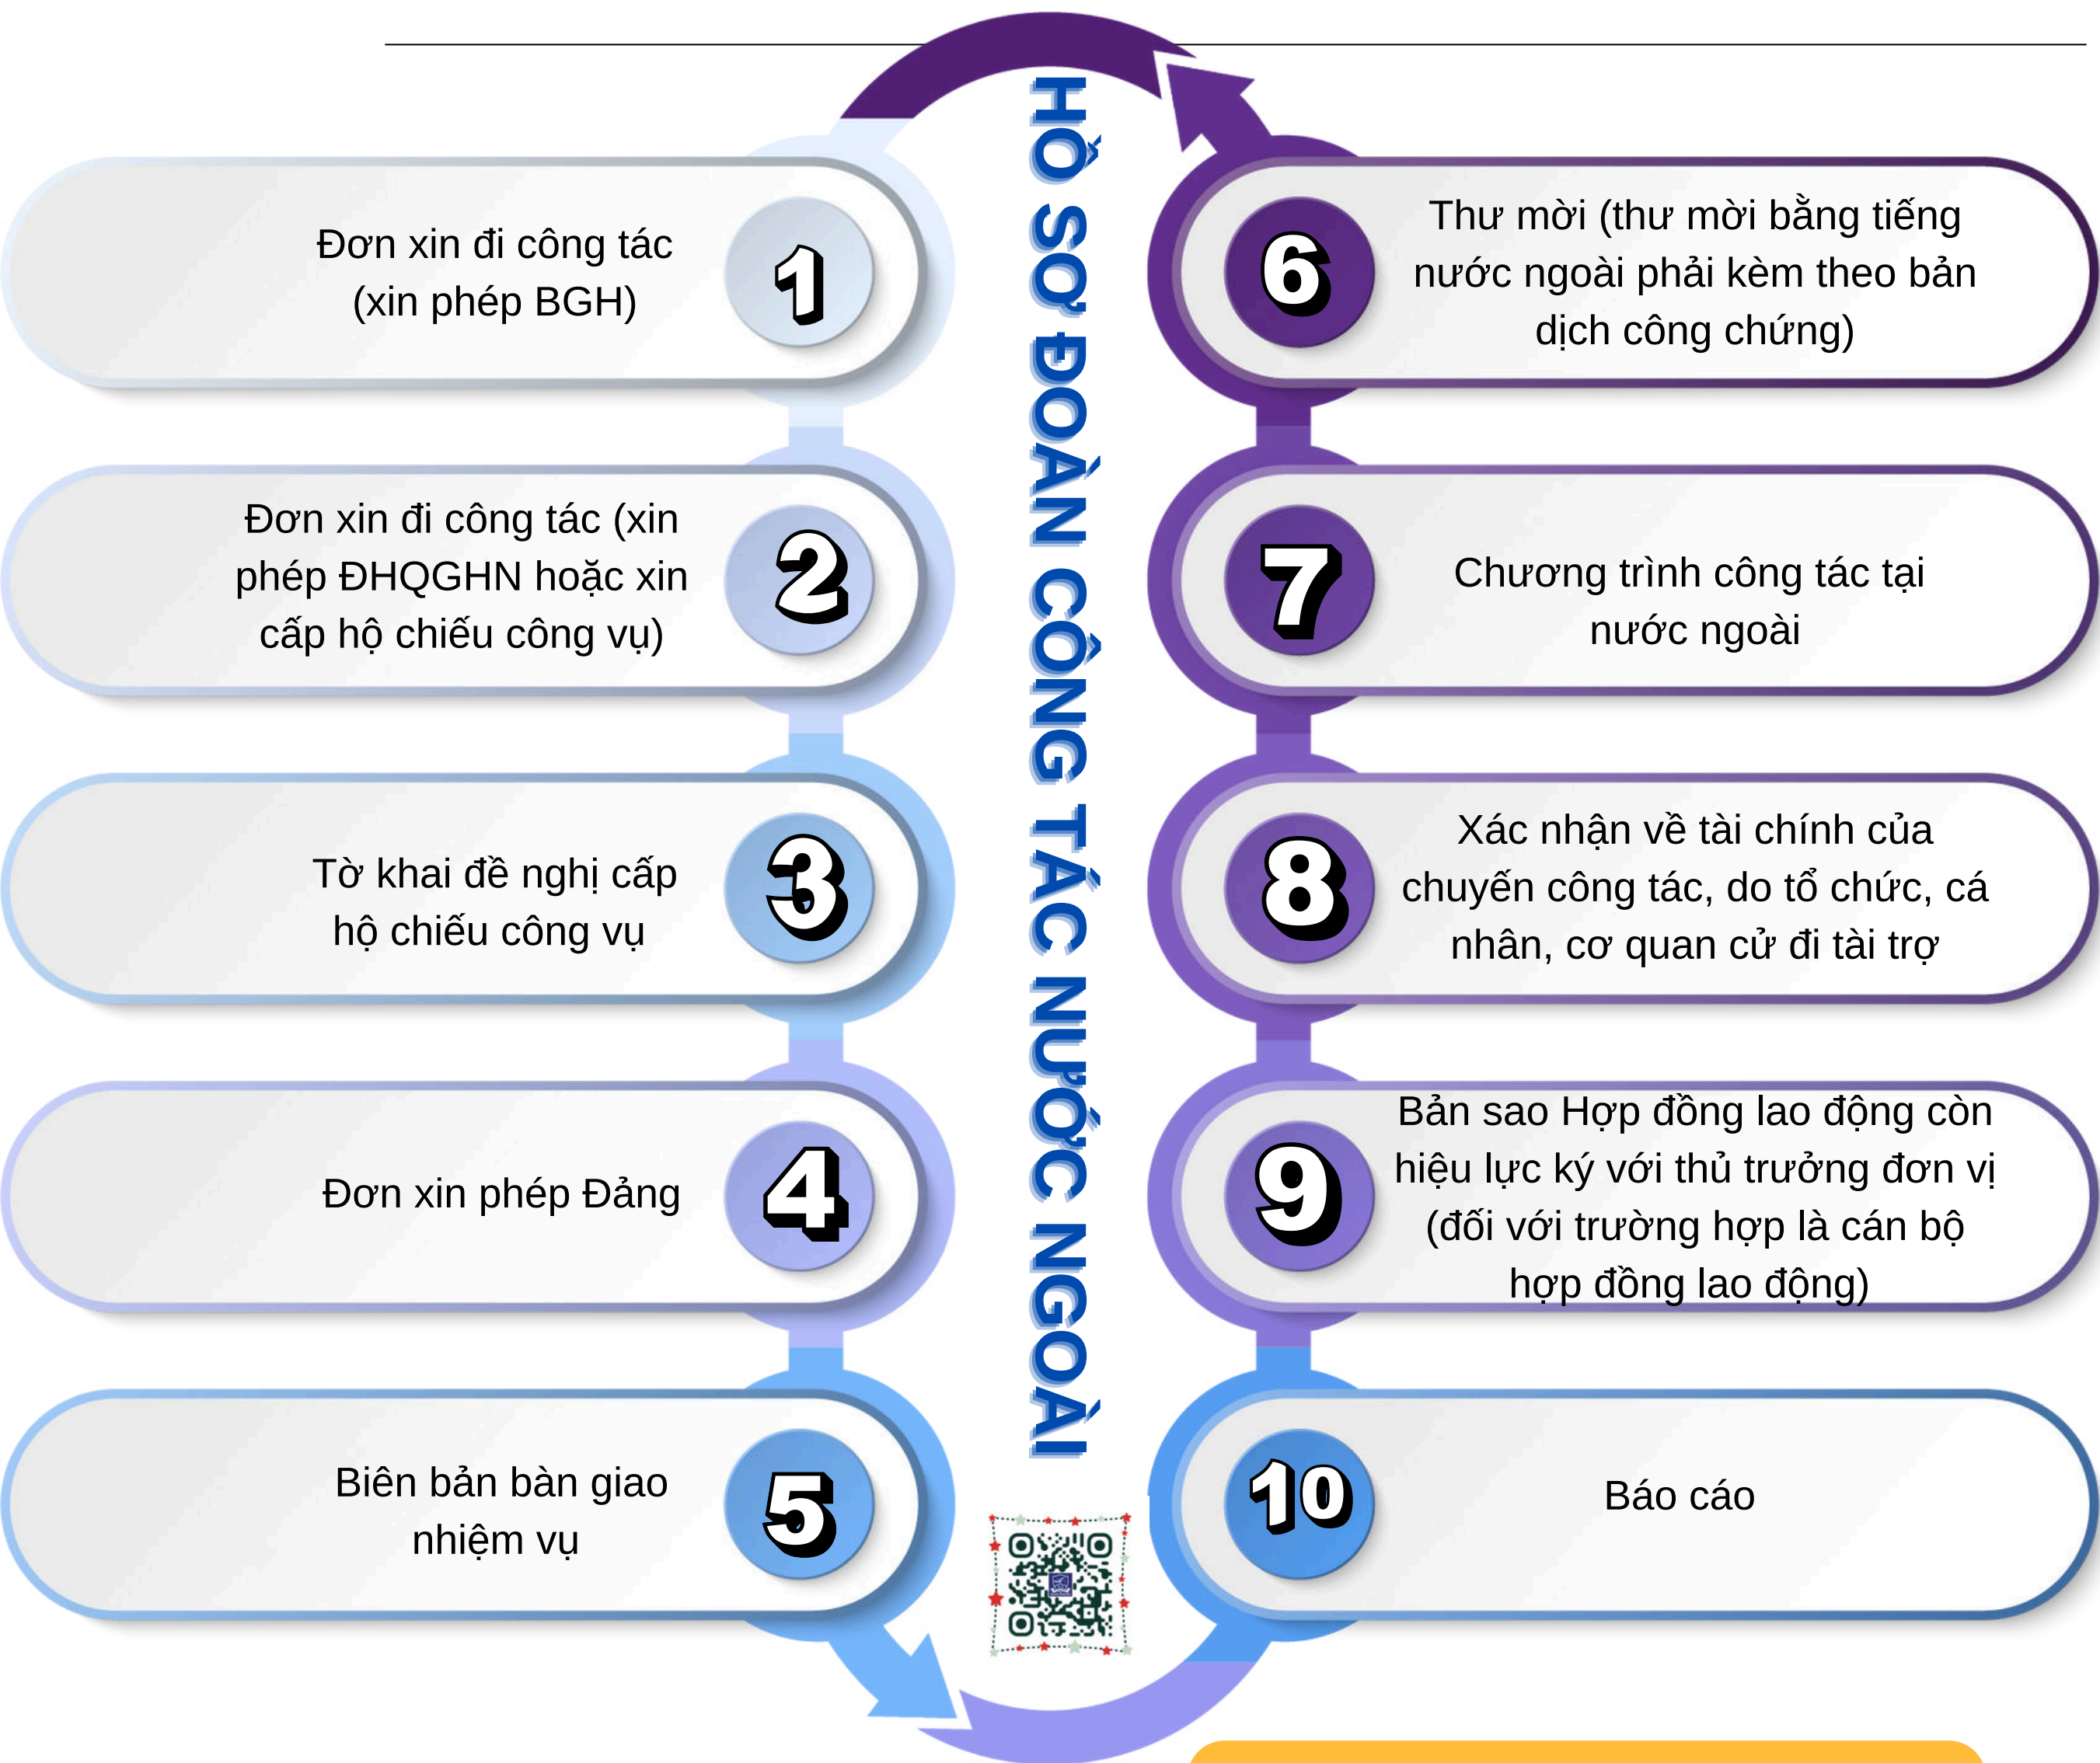 HỒ SƠ ĐOÀN CÔNG TÁC NƯỚC NGOÀI
1
Đơn xin đi công tác
(xin phép BGH)
2
Đơn xin đi công tác (xin
phép ĐHQGHN hoặc xin
cấp hộ chiếu công vụ)
3
Tờ khai đề nghị cấp
hộ chiếu công vụ
4
Đơn xin phép Đảng
5
Biên bản bàn giao
nhiệm vụ
6
Thư mời (thư mời bằng tiếng
nước ngoài phải kèm theo bản
dịch công chứng)
7
Chương trình công tác tại
nước ngoài
8
Xác nhận về tài chính của
chuyến công tác, do tổ chức, cá
nhân, cơ quan cử đi tài trợ
9
Bản sao Hợp đồng lao động còn
hiệu lực ký với thủ trưởng đơn vị
(đối với trường hợp là cán bộ
hợp đồng lao động)
10
Báo cáo